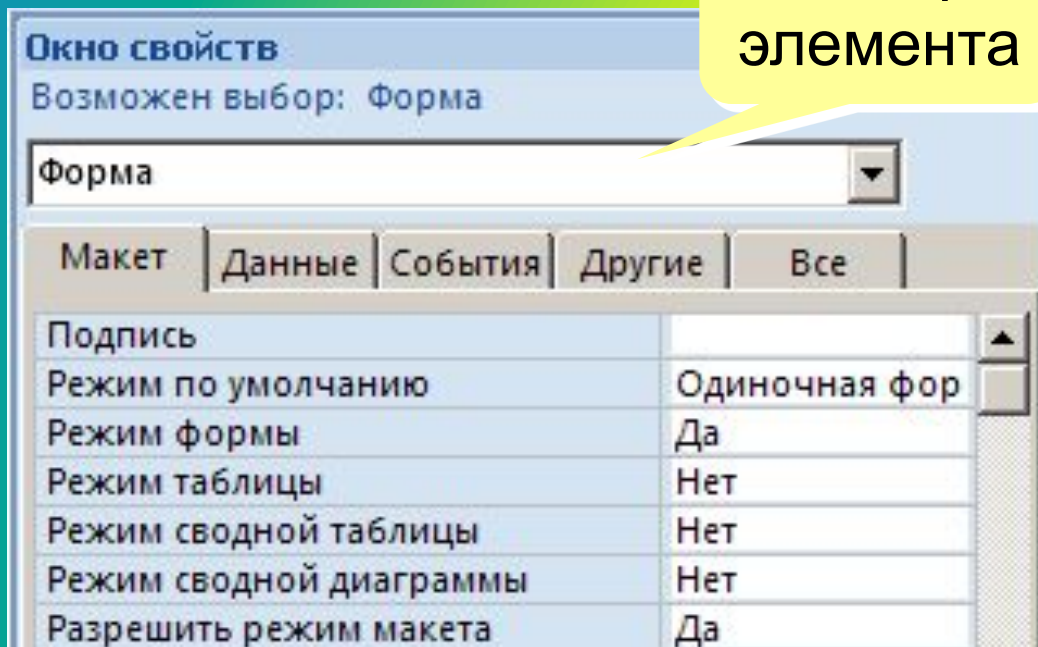 элемента
Окно свойств
Возможен выбор: Форма
Форма
Макет Данные События Другие Все
Подпись
Режим по умолчанию Одиночная фор
Режим формы Да
Режим таблицы Нет
Режим сводной таблицы Нет
Режим сводной диаграммы Нет
Разрешить режим макета Да